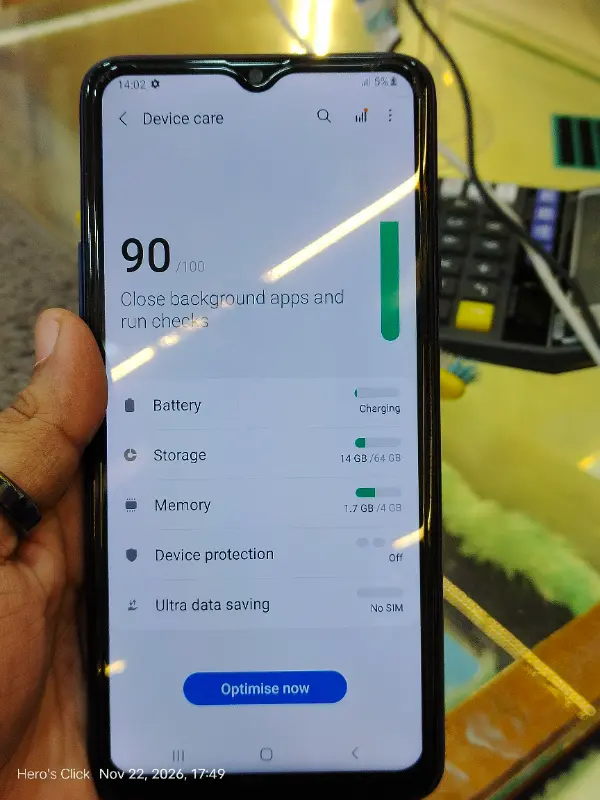 14:02 5%
Device care
90 /100
Close background apps and
run checks
Battery
Charging
Storage
14 GB /64 GB
Memory
1.7 GB /4 GB
Device protection
Off
Ultra data saving
No SIM
Optimise now
Hero's Click Nov 22, 2026, 17:49